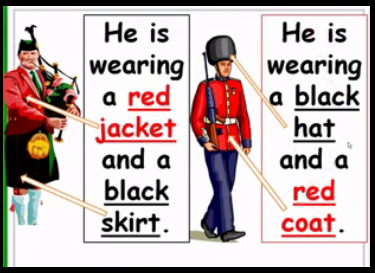 He is
wearing
a red
jacket
and a
black
skirt.
He is
wearing
a black
hat
and a
red
coat.